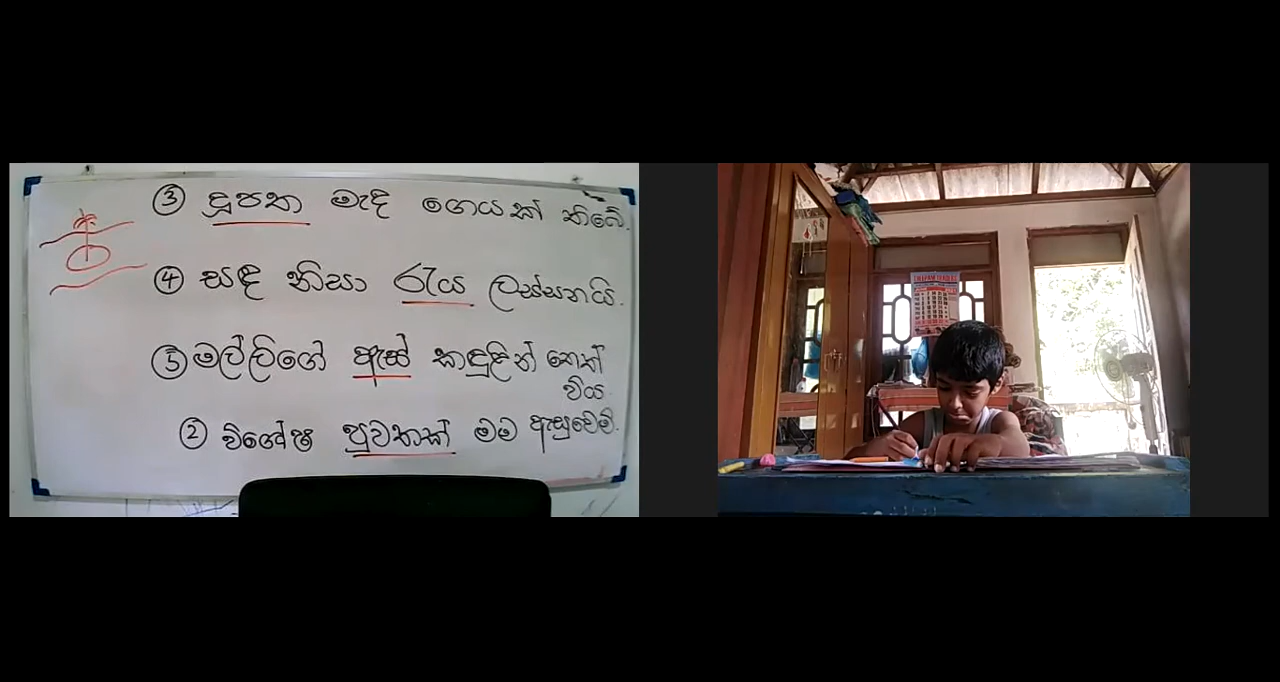 ③ දූපත මැදි ගෙයක් තිබේ.
④ සඳ නිසා රැය ලස්සනයි.
⑤ මල්ලිගේ ඇස් කඳුළින් තෙත්
විය.
② විශේෂ පුවතක් මම ඇසුවෙමි.